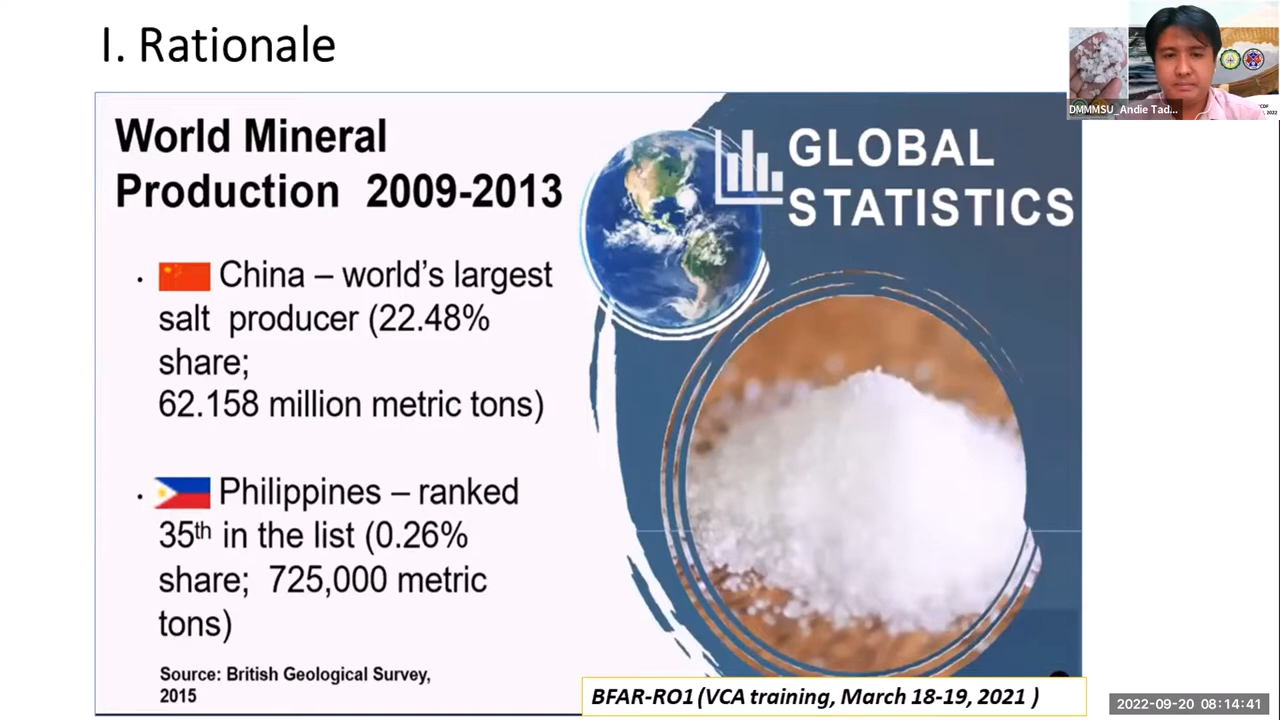 I. Rationale
DMMMSU_Andie Tad...
World Mineral
Production 2009-2013
GLOBAL
STATISTICS
· China – world's largest
salt producer (22.48%
share;
62.158 million metric tons)
· Philippines – ranked
35th in the list (0.26%
share; 725,000 metric
tons)
Source: British Geological Survey,
2015
BFAR-RO1 (VCA training, March 18-19, 2021 )
2022-09-20 08:14:41